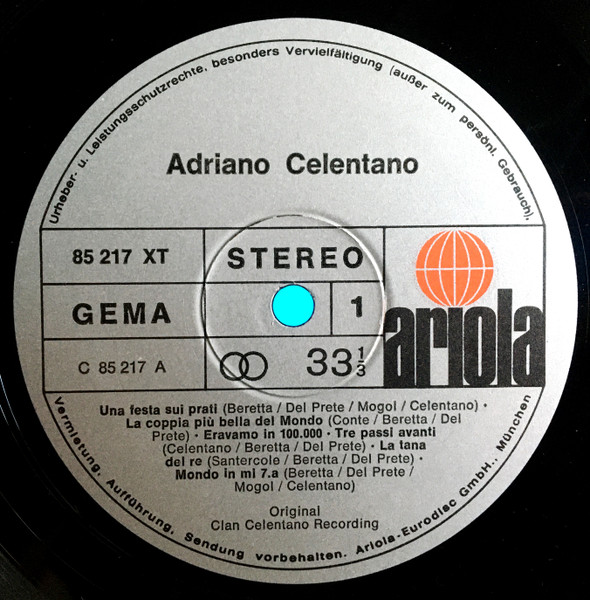 Urheber- u. Leistungsschutzrechte, besonders Vervielfältigung (außer zum persönl. Gebrauch),
Adriano Celentano
85 217 XT
STEREO
GEMA
1
ariola
C 85 217 A
33 1/3
Una festa sui prati (Beretta / Del Prete / Mogol / Celentano) ·
La coppia più bella del Mondo (Conte / Beretta / Del
Prete) · Eravamo in 100.000 · Tre passi avanti
(Celentano / Beretta / Del Prete) · La tana
del re (Santercole / Beretta / Del Prete) ·
Mondo in mi 7.a (Beretta / Del Prete /
Mogol / Celentano)
Original
Clan Celentano Recording
Vermietung, Aufführung, Sendung vorbehalten. Ariola-Eurodisc GmbH., München